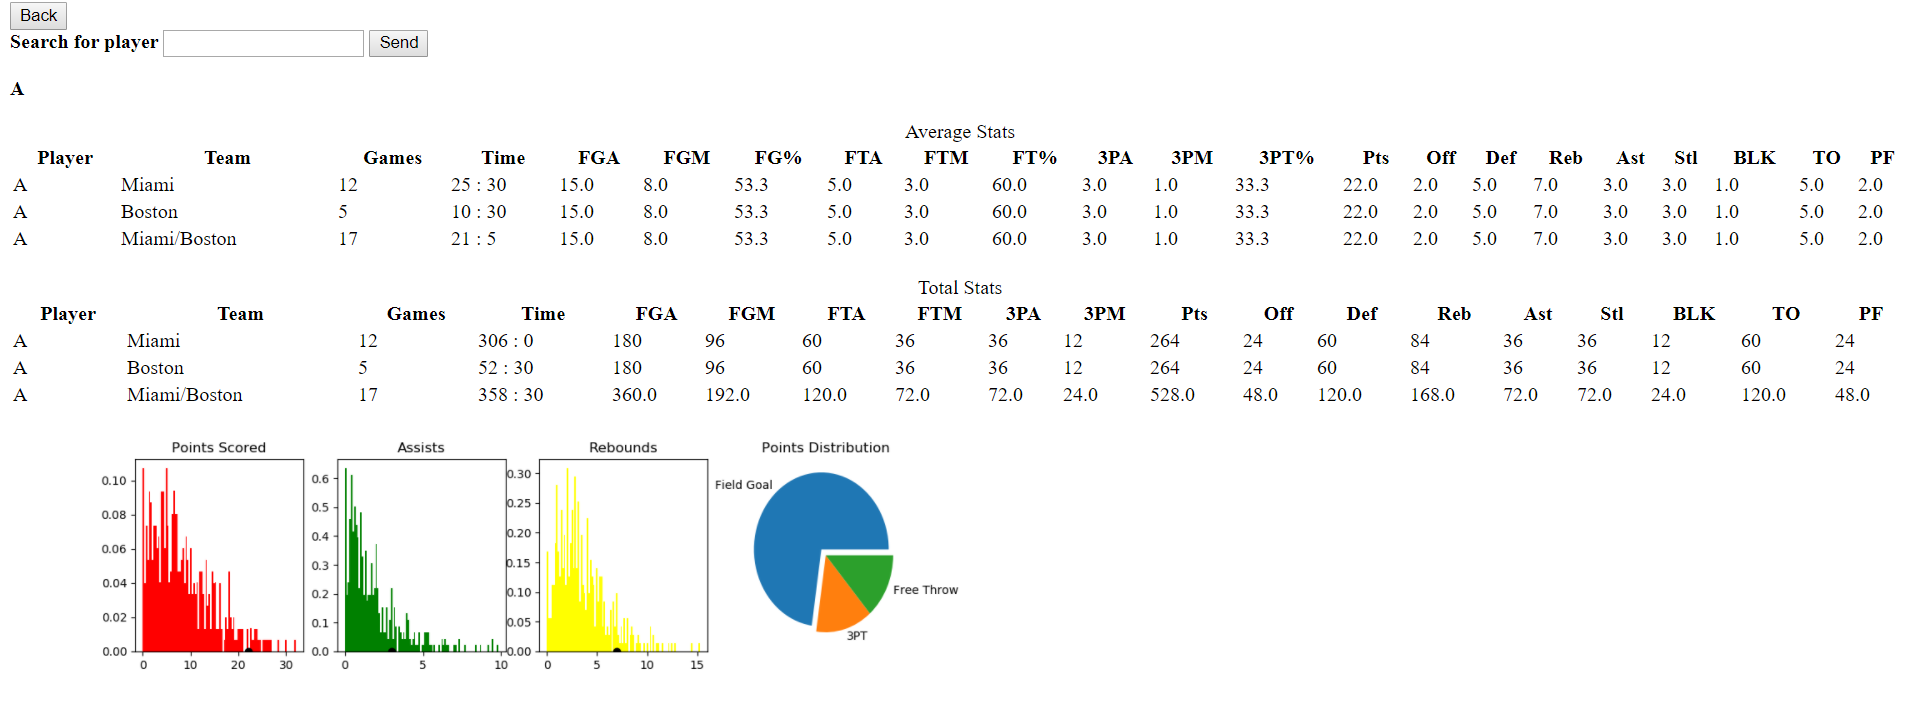 Back
Search for player Send
A
Average Stats
Player Team Games Time FGA FGM FG% FTA FTM FT% 3PA 3PM 3PT% Pts Off Def Reb Ast Stl BLK TO PF
A Miami 12 25 : 30 15.0 8.0 53.3 5.0 3.0 60.0 3.0 1.0 33.3 22.0 2.0 5.0 7.0 3.0 3.0 1.0 5.0 2.0
A Boston 5 10 : 30 15.0 8.0 53.3 5.0 3.0 60.0 3.0 1.0 33.3 22.0 2.0 5.0 7.0 3.0 3.0 1.0 5.0 2.0
A Miami/Boston 17 21 : 5 15.0 8.0 53.3 5.0 3.0 60.0 3.0 1.0 33.3 22.0 2.0 5.0 7.0 3.0 3.0 1.0 5.0 2.0
Total Stats
Player Team Games Time FGA FGM FTA FTM 3PA 3PM Pts Off Def Reb Ast Stl BLK TO PF
A Miami 12 306 : 0 180 96 60 36 36 12 264 24 60 84 36 36 12 60 24
A Boston 5 52 : 30 180 96 60 36 36 12 264 24 60 84 36 36 12 60 24
A Miami/Boston 17 358 : 30 360.0 192.0 120.0 72.0 72.0 24.0 528.0 48.0 120.0 168.0 72.0 72.0 24.0 120.0 48.0
Points Scored
0.10
0.08
0.06
0.04
0.02
0.00
0 10 20 30
Assists
0.6
0.5
0.4
0.3
0.2
0.1
0.0
0 5 10
Rebounds
0.30
0.25
0.20
0.15
0.10
0.05
0.00
0 5 10 15
Points Distribution
Field Goal
Free Throw
3PT